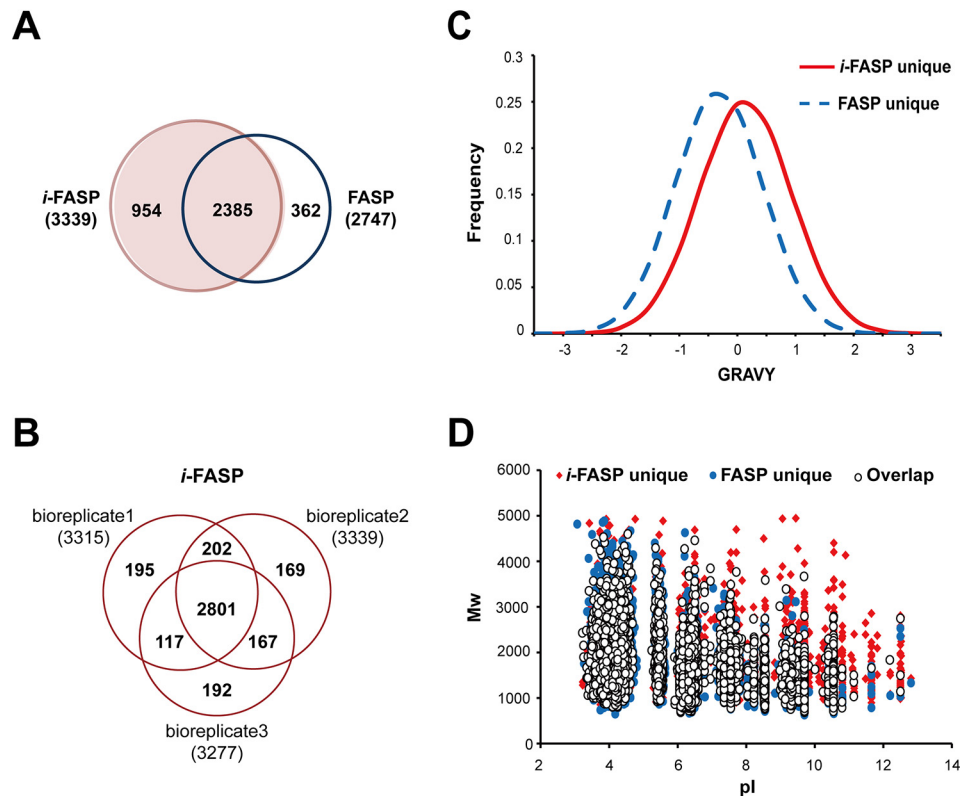 A
i-FASP
(3339)
954
2385
362
FASP
(2747)
B
i-FASP
bioreplicate1
(3315)
bioreplicate2
(3339)
195
202
169
2801
117
167
192
bioreplicate3
(3277)
C
i-FASP unique
FASP unique
0.3
0.25
0.2
0.15
0.1
0.05
0
Frequency
-3 -2 -1 0 1 2 3
GRAVY
D
i-FASP unique FASP unique Overlap
6000
5000
4000
3000
2000
1000
0
Mw
2 4 6 8 10 12 14
pI